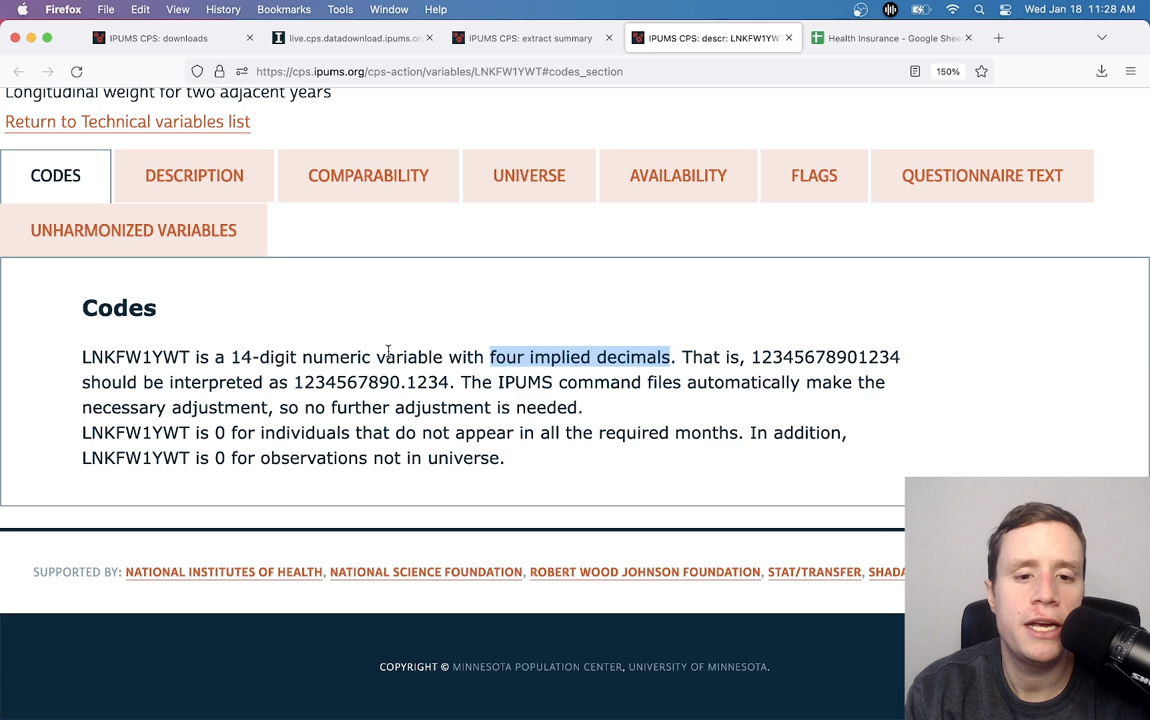 Firefox File Edit View History Bookmarks Tools Window Help Wed Jan 18 11:28 AM
IPUMS CPS: downloads live.cps.datadownload.ipums.or IPUMS CPS: extract summary IPUMS CPS: descr: LNKFW1YW Health Insurance - Google Shee
https://cps.ipums.org/cps-action/variables/LNKFW1YWT#codes_section 150%
Longitudinal weight for two adjacent years
Return to Technical variables list
CODES DESCRIPTION COMPARABILITY UNIVERSE AVAILABILITY FLAGS QUESTIONNAIRE TEXT
UNHARMONIZED VARIABLES
Codes
LNKFW1YWT is a 14-digit numeric variable with four implied decimals. That is, 12345678901234
should be interpreted as 1234567890.1234. The IPUMS command files automatically make the
necessary adjustment, so no further adjustment is needed.
LNKFW1YWT is 0 for individuals that do not appear in all the required months. In addition,
LNKFW1YWT is 0 for observations not in universe.
SUPPORTED BY: NATIONAL INSTITUTES OF HEALTH, NATIONAL SCIENCE FOUNDATION, ROBERT WOOD JOHNSON FOUNDATION, STAT/TRANSFER, SHADA
COPYRIGHT © MINNESOTA POPULATION CENTER, UNIVERSITY OF MINNESOTA.